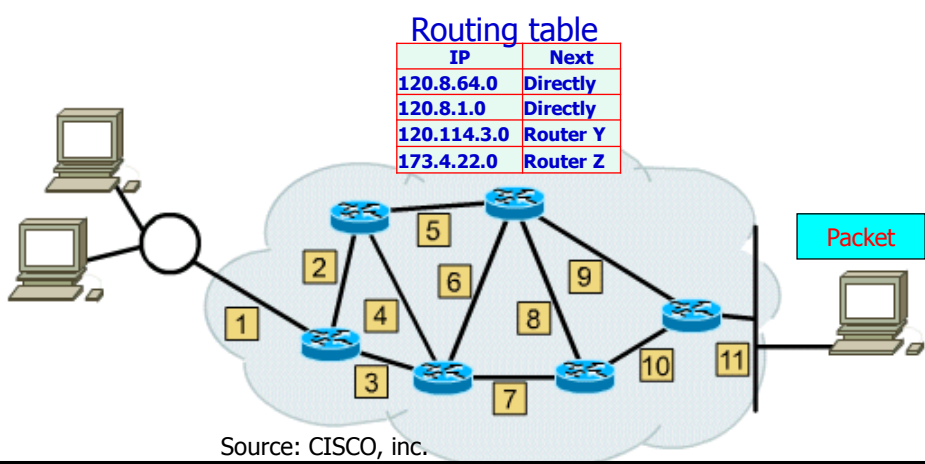 Routing table
IP Next
120.8.64.0 Directly
120.8.1.0 Directly
120.114.3.0 Router Y
173.4.22.0 Router Z
Packet
5
2
6
9
4
8
1
3
7
10
11
Source: CISCO, inc.